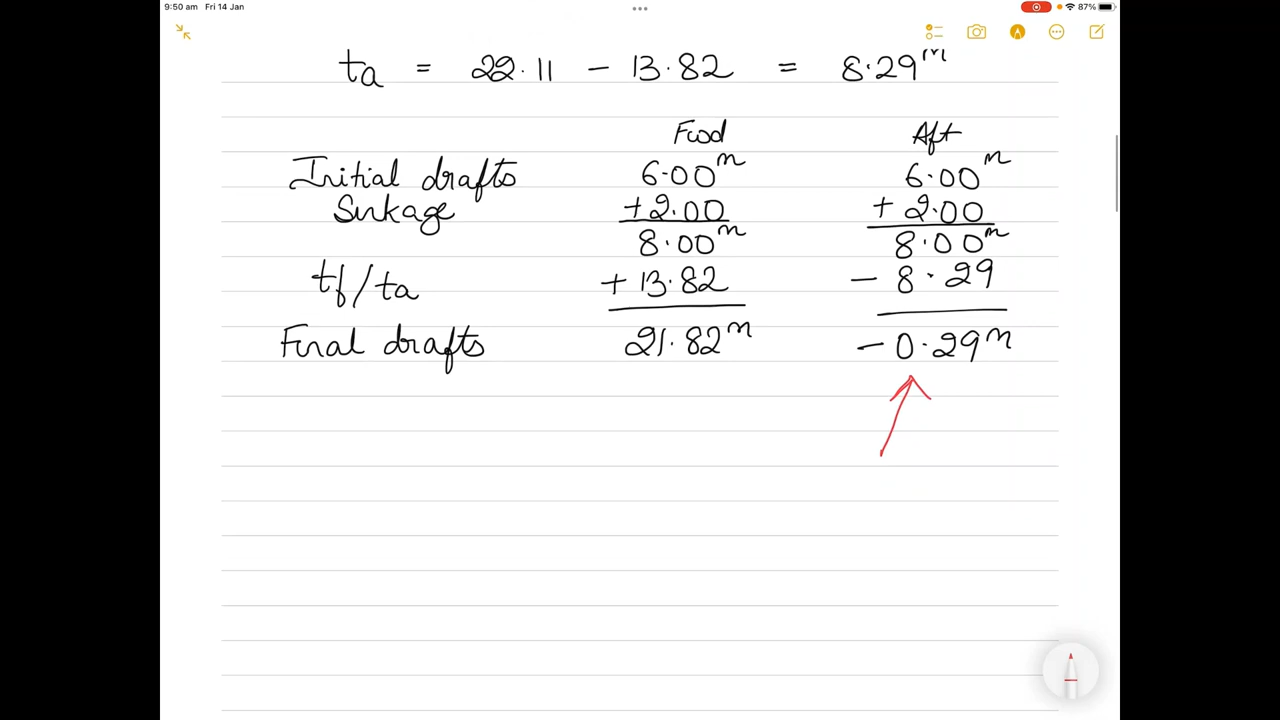 9:50 am Fri 14 Jan 87%
ta = 22.11 - 13.82 = 8.29m
Fwd Aft
Initial drafts 6.00m 6.00m
Sinkage +2.00 +2.00
8.00m 8.00m
tf/ta +13.82 -8.29
Final drafts 21.82m -0.29m